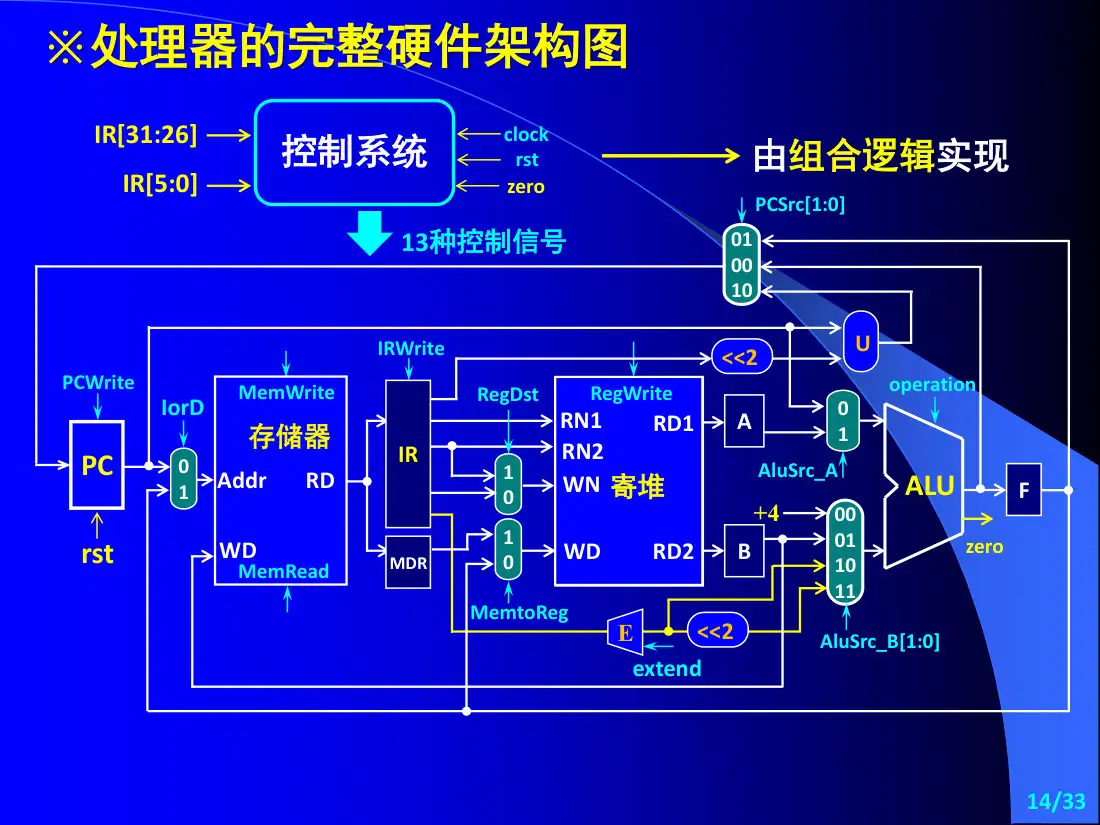 ※处理器的完整硬件架构图
IR[31:26]
IR[5:0]
控制系统
clock
rst
zero
由组合逻辑实现
13种控制信号
PCSrc[1:0]
01
00
10
U
<<2
IRWrite
PCWrite
IorD
MemWrite
RegDst
RegWrite
operation
存储器
PC
0
1
Addr
RD
IR
RN1
RN2
WN
WD
RD1
寄堆
RD2
1
0
1
0
A
0
1
AluSrc_A
ALU
F
zero
rst
WD
MemRead
MDR
MemtoReg
B
+4
00
01
10
11
E
<<2
extend
AluSrc_B[1:0]
14/33